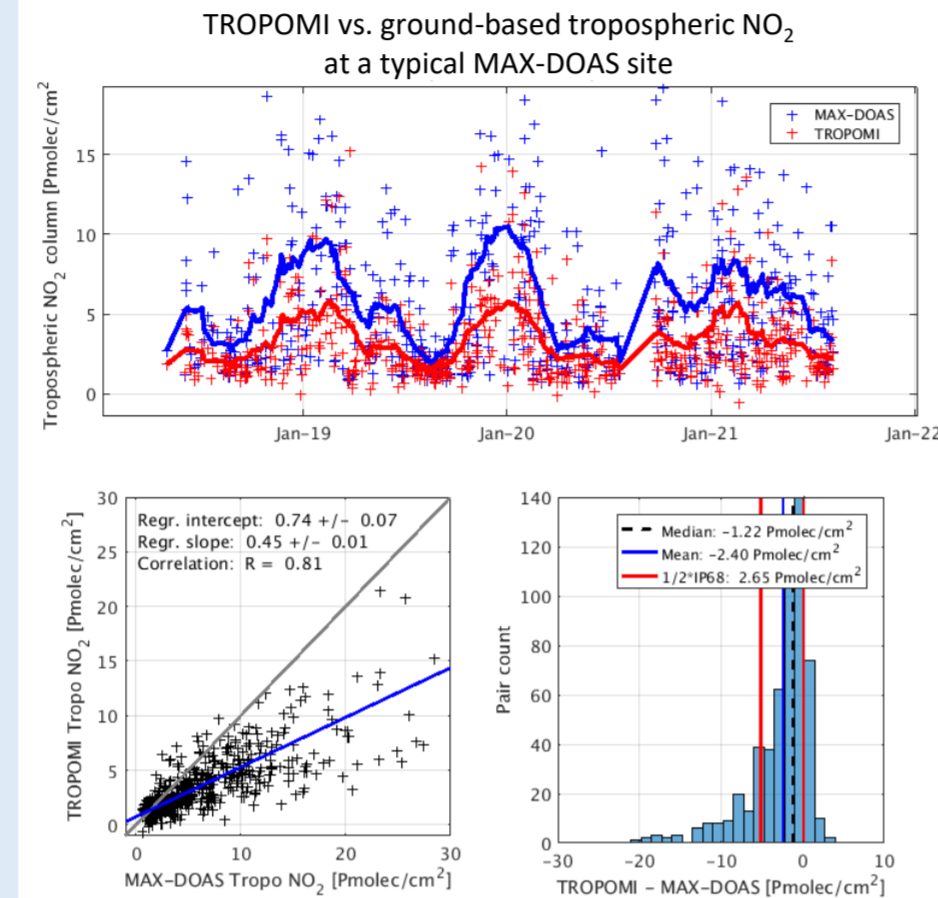 TROPOMI vs. ground-based tropospheric NO₂
at a typical MAX-DOAS site
Tropospheric NO₂ column [Pmolec/cm²]
15
10
5
0
MAX-DOAS
TROPOMI
Jan-19
Jan-20
Jan-21
Jan-22
TROPOMI Tropo NO₂ [Pmolec/cm²]
30
25
20
15
10
5
0
Regr. intercept: 0.74 +/- 0.07
Regr. slope: 0.45 +/- 0.01
Correlation: R = 0.81
0
10
20
30
MAX-DOAS Tropo NO₂ [Pmolec/cm²]
Pair count
140
120
100
80
60
40
20
0
Median: -1.22 Pmolec/cm²
Mean: -2.40 Pmolec/cm²
1/2*IP68: 2.65 Pmolec/cm²
-30
-20
-10
0
10
TROPOMI - MAX-DOAS [Pmolec/cm²]